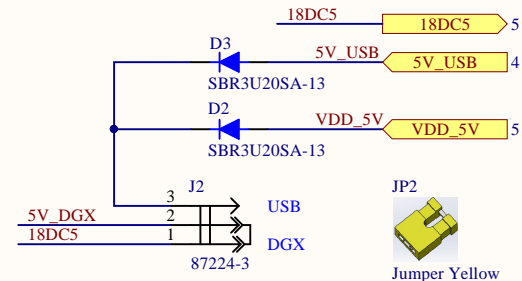 18DC5
18DC5
5
D3
5V_USB
5V_USB
4
SBR3U20SA-13
D2
VDD_5V
VDD_5V
5
SBR3U20SA-13
J2
JP2
3
USB
5V_DGX
2
18DC5
1
DGX
87224-3
Jumper Yellow